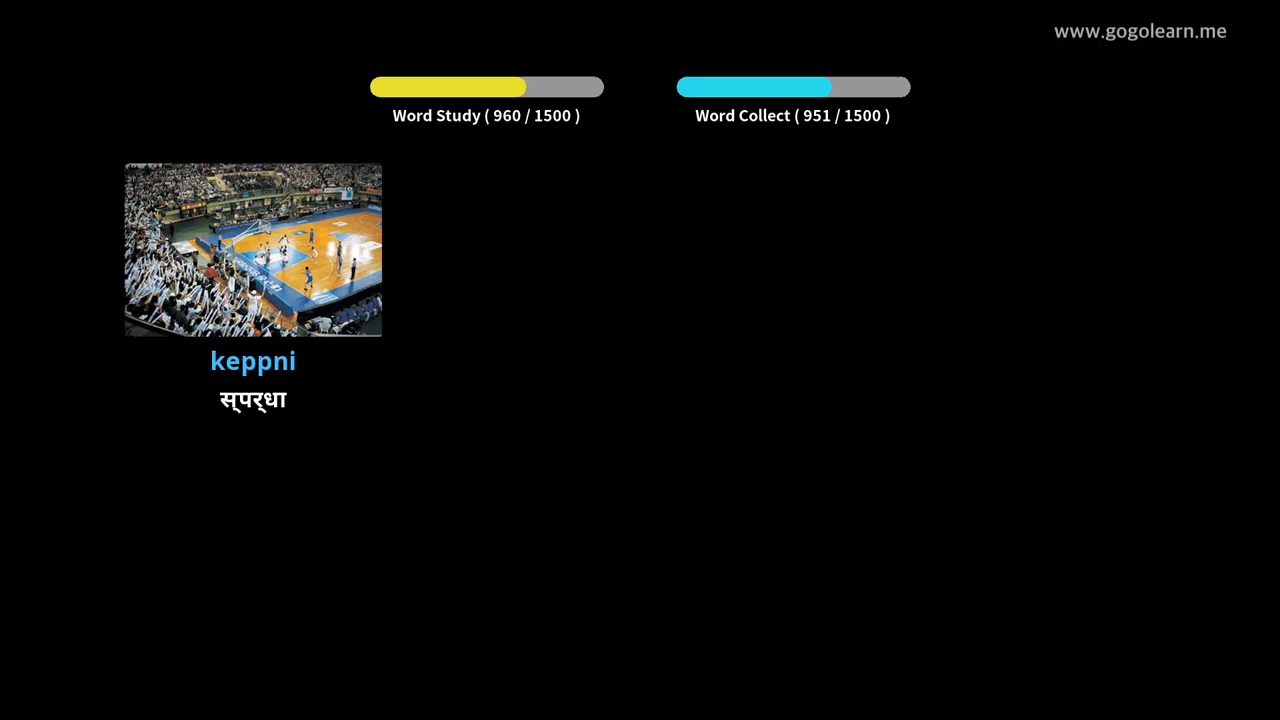 www.gogolearn.me
Word Study ( 960 / 1500 )
Word Collect ( 951 / 1500 )
keppni
स्पर्धा